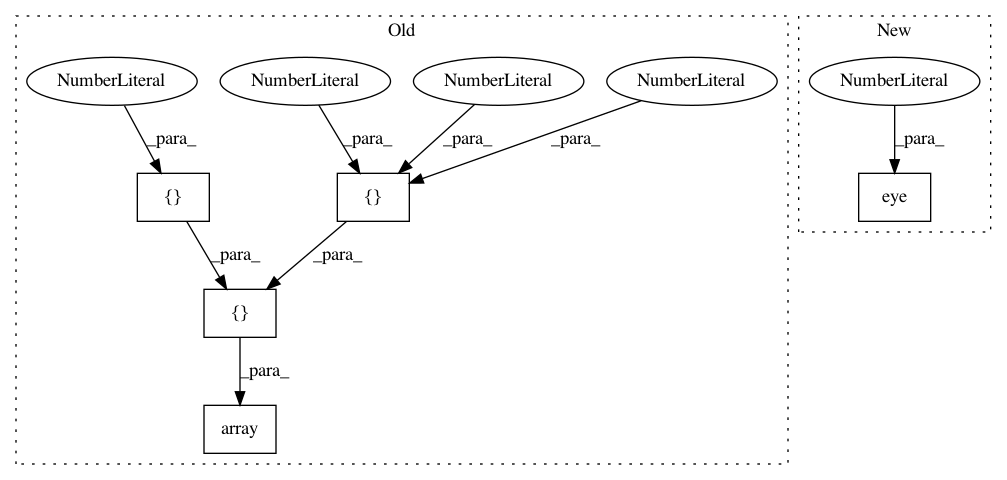 Old
New
NumberLiteral NumberLiteral NumberLiteral NumberLiteral NumberLiteral
_para_ _para_ _para_ _para_ _para_
{} {} eye
_para_ _para_
{}
_para_
array